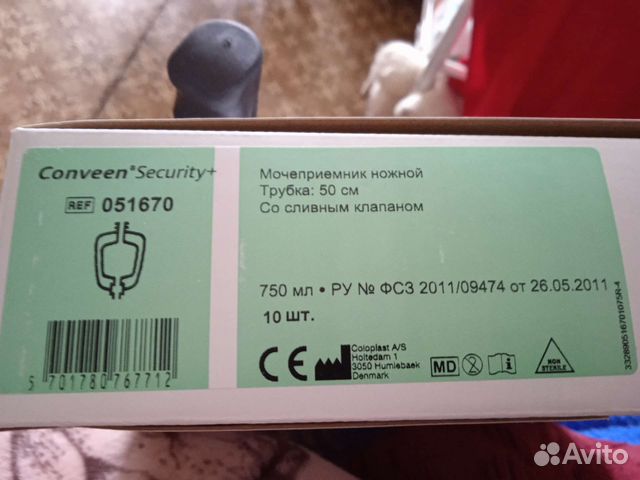 Conveen® Security+
REF 051670
5 701780 767712
Мочеприемник ножной
Трубка: 50 см
Со сливным клапаном
750 мл • РУ № ФСЗ 2011/09474 от 26.05.2011
10 шт.
CE
Coloplast A/S
Holtedam 1
3050 Humlebaek
Denmark
MD
NON
STERILE
Avito